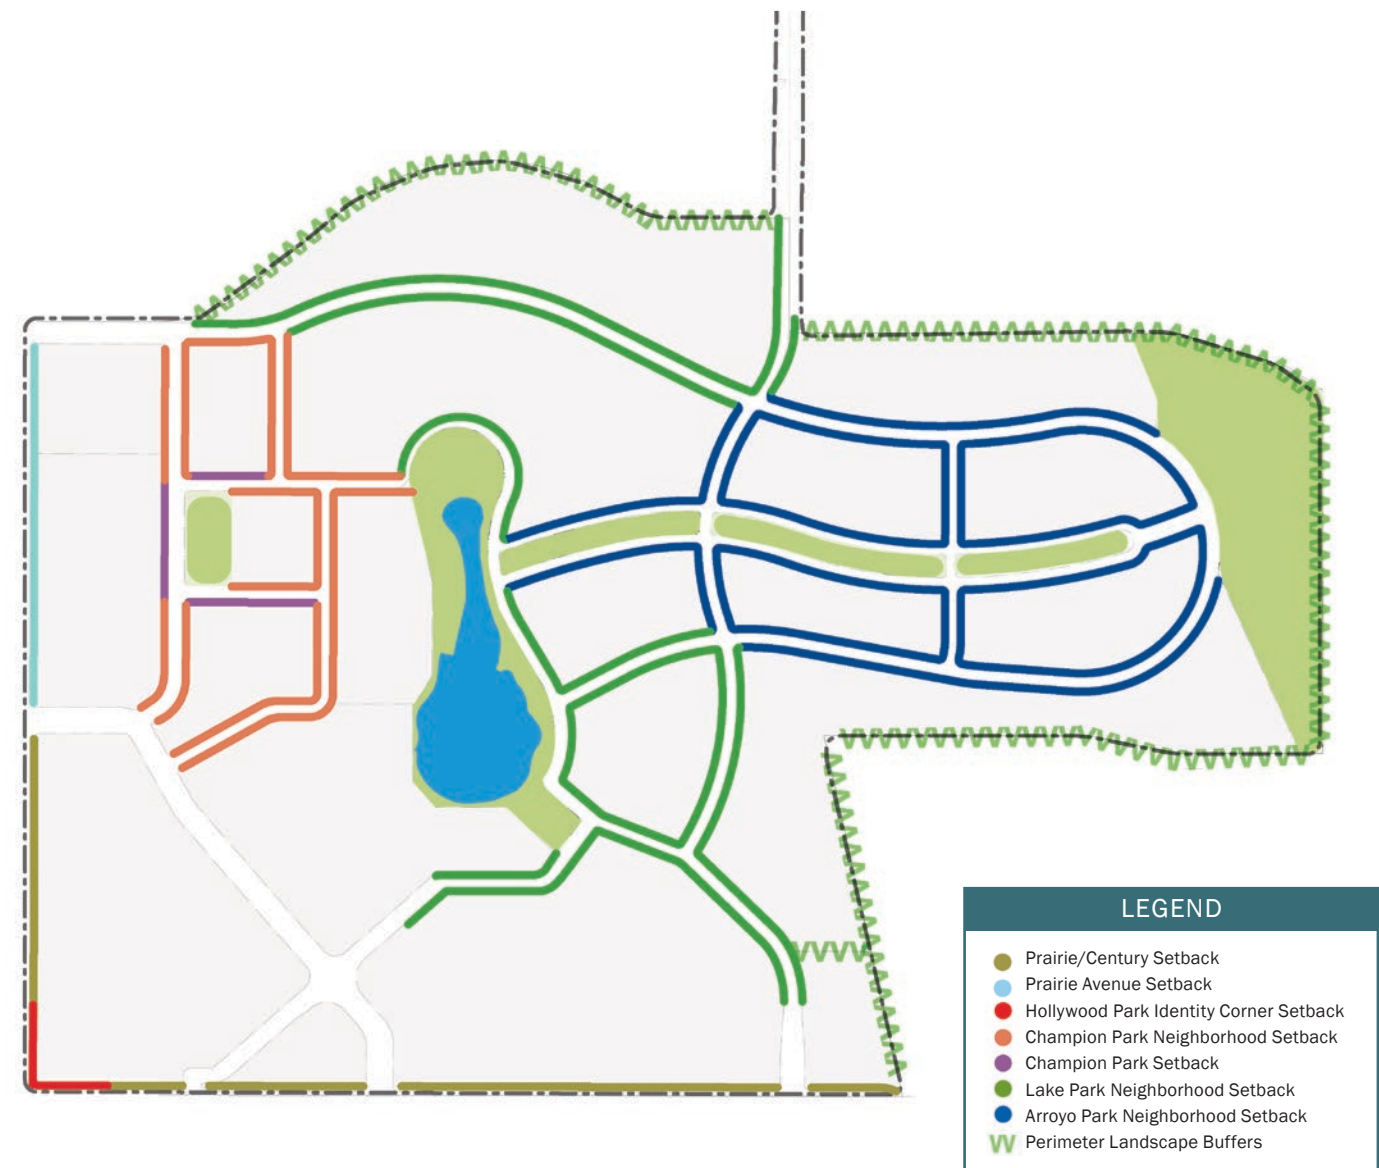 LEGEND
Prairie/Century Setback
Prairie Avenue Setback
Hollywood Park Identity Corner Setback
Champion Park Neighborhood Setback
Champion Park Setback
Lake Park Neighborhood Setback
Arroyo Park Neighborhood Setback
Perimeter Landscape Buffers